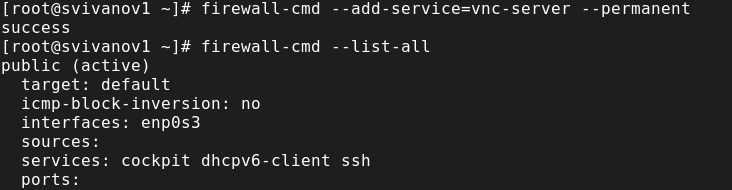 [root@svivanov1 ~]# firewall-cmd --add-service=vnc-server --permanent
success
[root@svivanov1 ~]# firewall-cmd --list-all
public (active)
  target: default
  icmp-block-inversion: no
  interfaces: enp0s3
  sources:
  services: cockpit dhcpv6-client ssh
  ports: